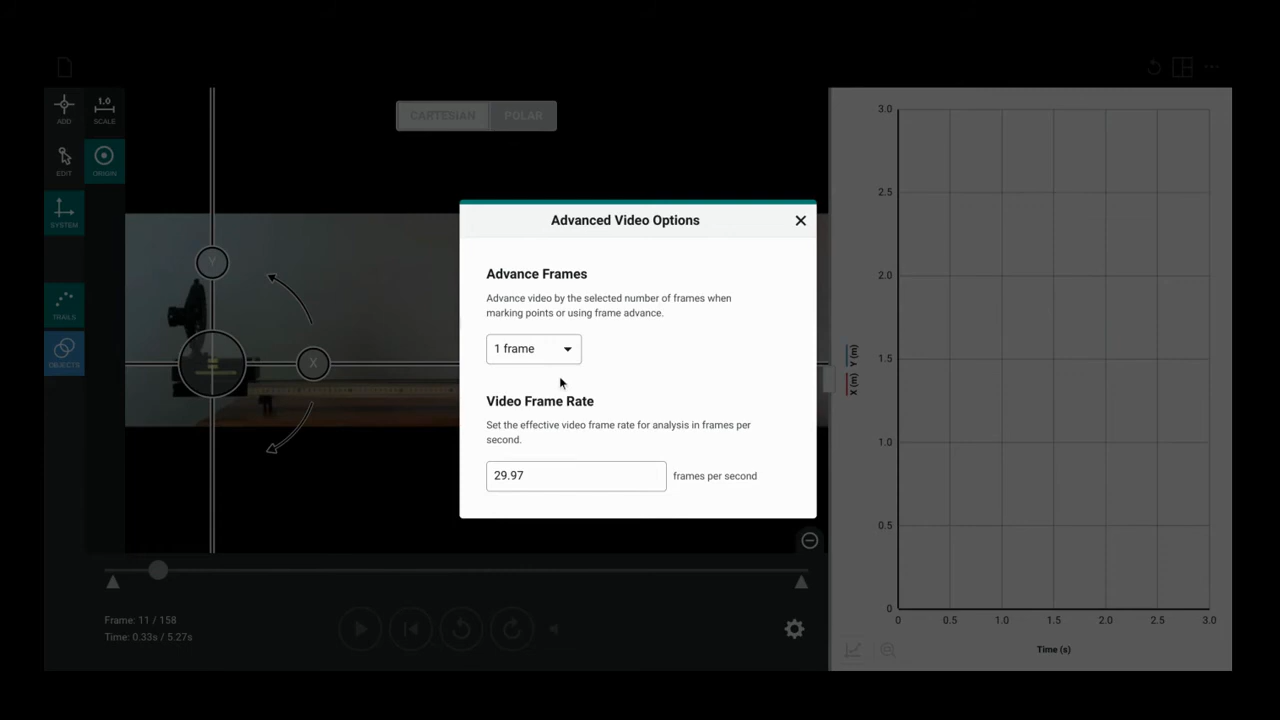 CARTESIAN POLAR
ADD
1.0
SCALE
EDIT
ORIGIN
SYSTEM
TRAILS
OBJECTS
Y
X
Advanced Video Options
Advance Frames
Advance video by the selected number of frames when
marking points or using frame advance.
1 frame
Video Frame Rate
Set the effective video frame rate for analysis in frames per
second.
29.97 frames per second
Frame: 11 / 158
Time: 0.33s / 5.27s
3.0
2.5
2.0
1.5
1.0
0.5
0
X (m) Y (m)
0 0.5 1.0 1.5 2.0 2.5 3.0
Time (s)